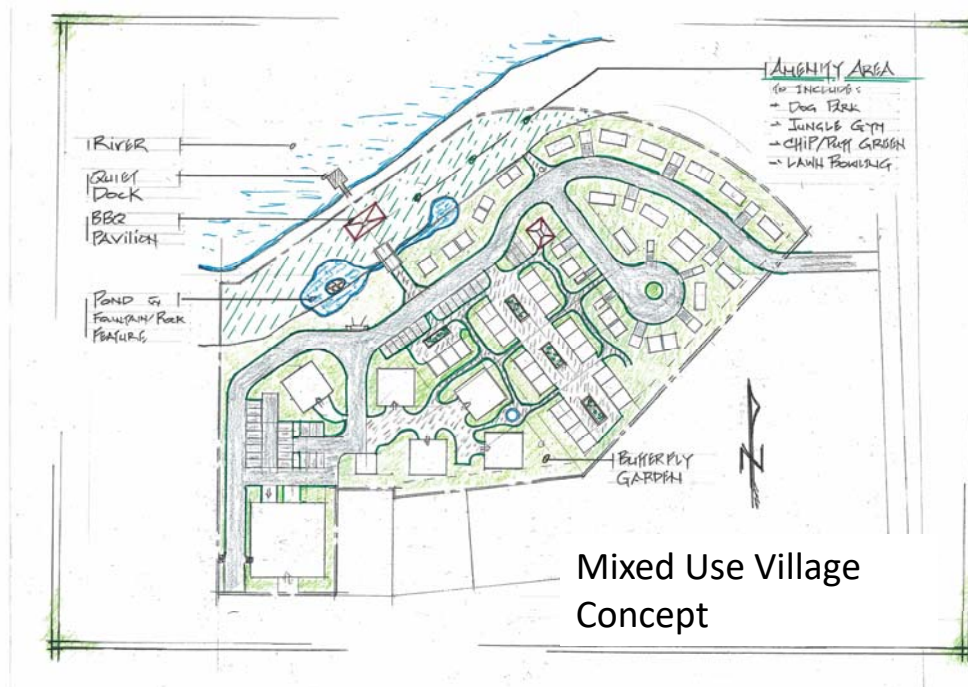 RIVER
QUIET
DOCK
BBQ
PAVILION
POND &
FOUNTAIN/ROCK
FEATURE
AMENITY AREA
TO INCLUDE:
→ DOG PARK
→ JUNGLE GYM
→ CHIP/PUTT GREEN
→ LAWN BOWLING
BUTTERFLY
GARDEN
N
Mixed Use Village
Concept